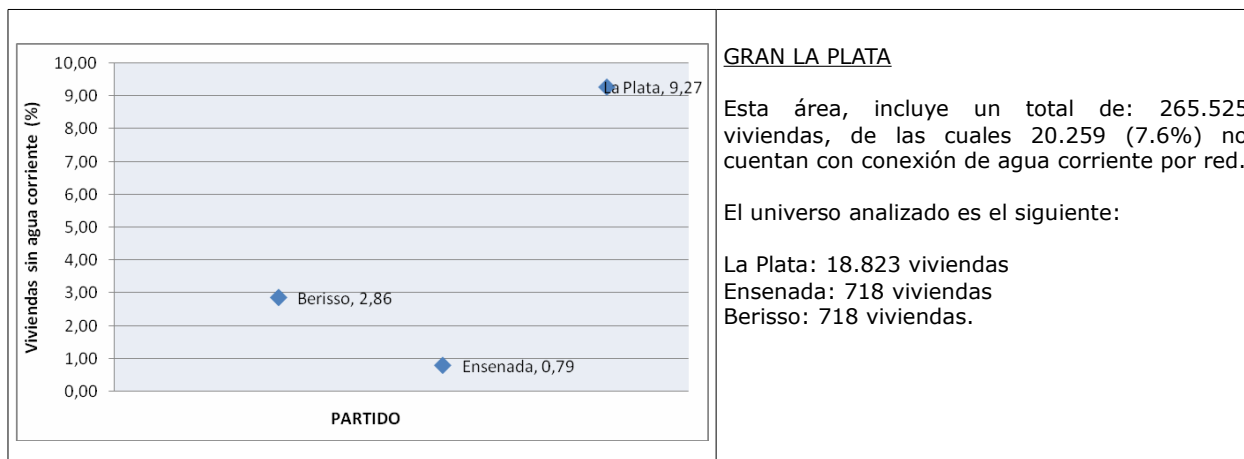 10,00
9,00
8,00
7,00
6,00
5,00
4,00
3,00
2,00
1,00
0,00
Viviendas sin agua corriente (%)
La Plata, 9,27
Berisso, 2,86
Ensenada, 0,79
PARTIDO
GRAN LA PLATA
Esta área, incluye un total de: 265.525
viviendas, de las cuales 20.259 (7.6%) no
cuentan con conexión de agua corriente por red.
El universo analizado es el siguiente:
La Plata: 18.823 viviendas
Ensenada: 718 viviendas
Berisso: 718 viviendas.